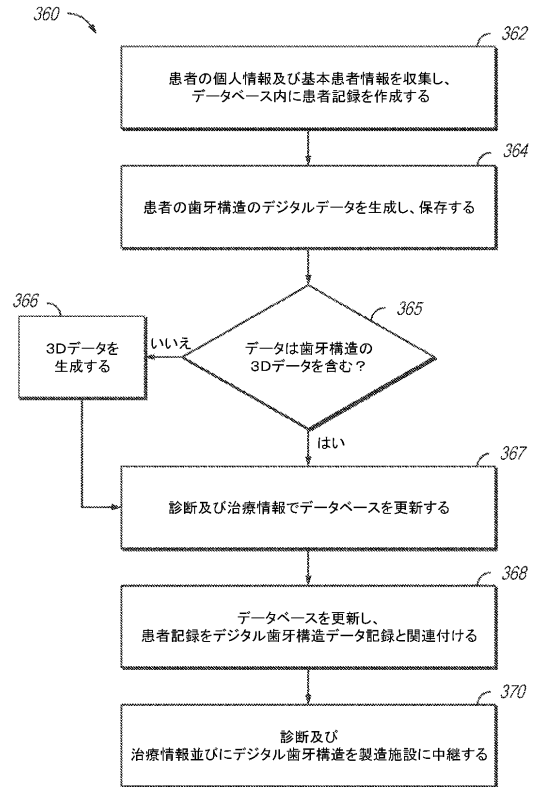 360
362
患者の個人情報及び基本患者情報を収集し、
データベース内に患者記録を作成する
364
患者の歯牙構造のデジタルデータを生成し、保存する
365
データは歯牙構造の
3Dデータを含む?
いいえ
366
3Dデータを
生成する
はい
367
診断及び治療情報でデータベースを更新する
368
データベースを更新し、
患者記録をデジタル歯牙構造データ記録と関連付ける
370
診断及び
治療情報並びにデジタル歯牙構造を製造施設に中継する